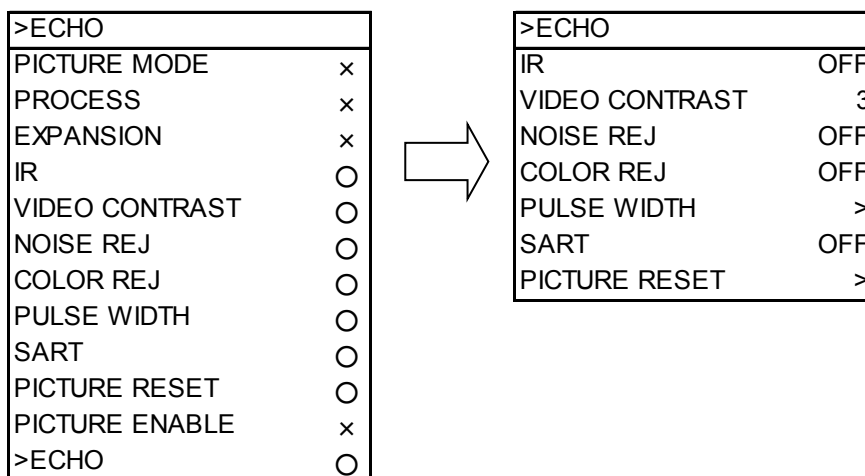 >ECHO
PICTURE MODE ×
PROCESS ×
EXPANSION ×
IR ○
VIDEO CONTRAST ○
NOISE REJ ○
COLOR REJ ○
PULSE WIDTH ○
SART ○
PICTURE RESET ○
PICTURE ENABLE ×
>ECHO ○
>ECHO
IR OFF
VIDEO CONTRAST 3
NOISE REJ OFF
COLOR REJ OFF
PULSE WIDTH >
SART OFF
PICTURE RESET >